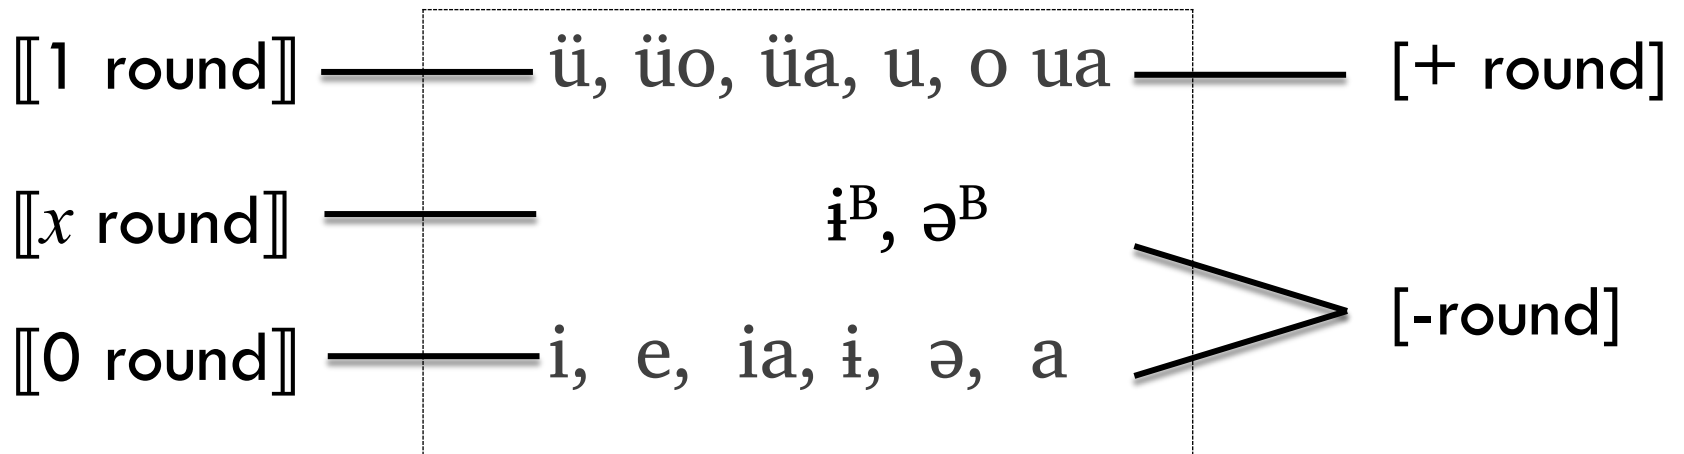 ⟦1 round⟧ ü, üo, üa, u, o ua [+ round]
⟦x round⟧ ɨᴮ, əᴮ
[-round]
⟦0 round⟧ i, e, ia, ɨ, ə, a